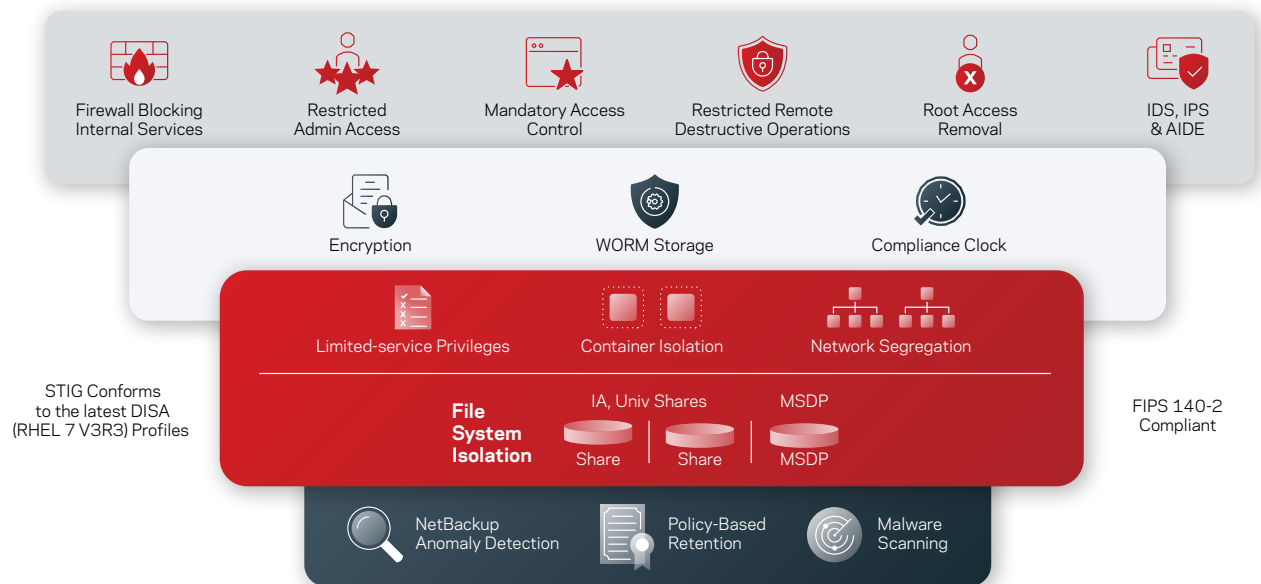 Firewall Blocking
Internal Services
Restricted
Admin Access
Mandatory Access
Control
Restricted Remote
Destructive Operations
Root Access
X
Removal
IDS, IPS
& AIDE
Encryption
WORM Storage
Compliance Clock
Limited-service Privileges
Container Isolation
Network Segregation
STIG Conforms
to the latest DISA
(RHEL 7 V3R3) Profiles
File
System
Isolation
IA, Univ Shares
MSDP
Share
Share
MSDP
FIPS 140-2
Compliant
NetBackup
Anomaly Detection
Policy-Based
Retention
Malware
Scanning